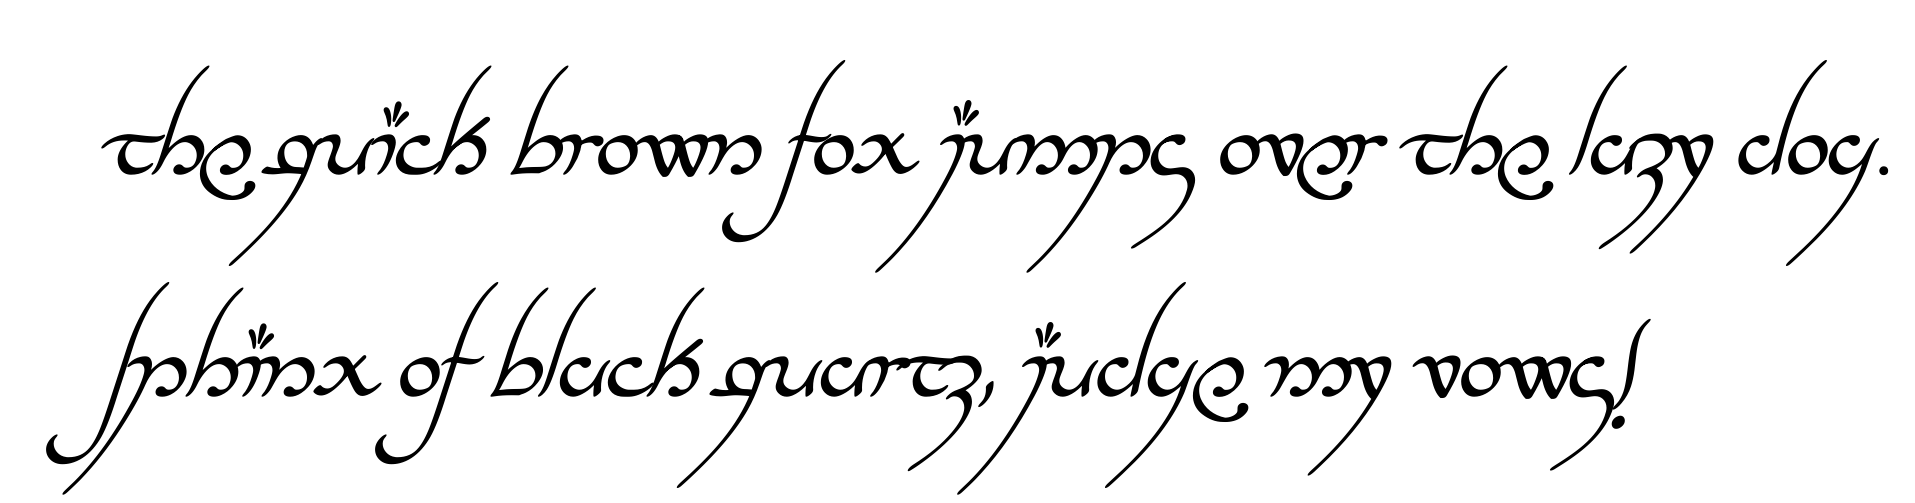 the quick brown fox jumps over the lazy dog.
sphinx of black quartz, judge my vows!